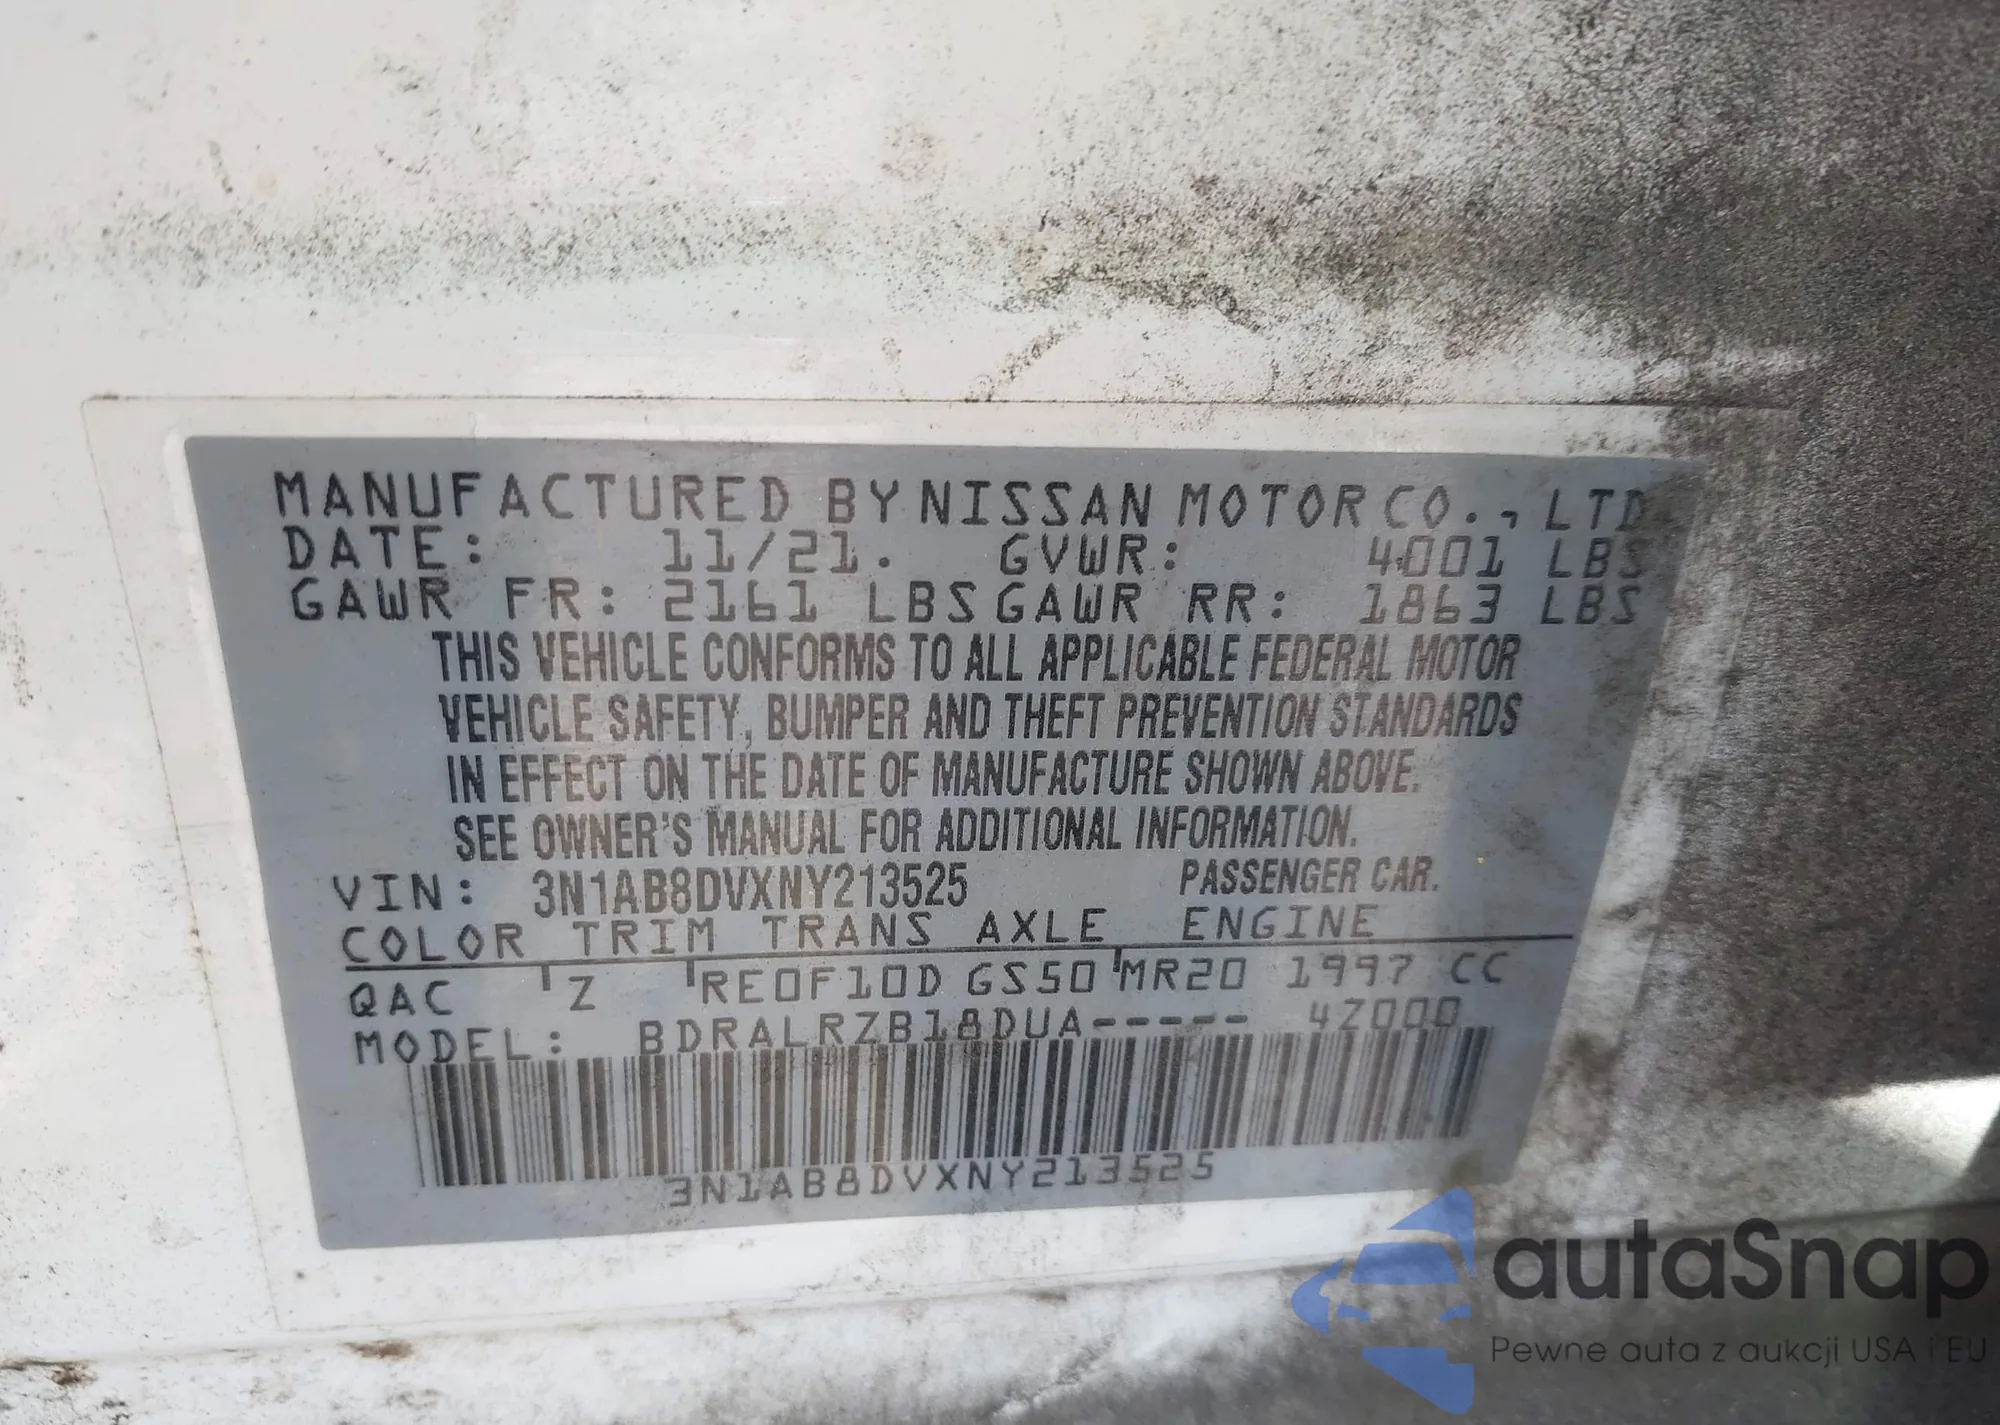 MANUFACTURED BY NISSAN MOTOR CO., LTD
DATE: 11/21. GVWR: 4001 LBS
GAWR FR: 2161 LBS GAWR RR: 1863 LBS
THIS VEHICLE CONFORMS TO ALL APPLICABLE FEDERAL MOTOR
VEHICLE SAFETY, BUMPER AND THEFT PREVENTION STANDARDS
IN EFFECT ON THE DATE OF MANUFACTURE SHOWN ABOVE.
SEE OWNER'S MANUAL FOR ADDITIONAL INFORMATION.
VIN: 3N1AB8DVXNY213525 PASSENGER CAR.
COLOR TRIM TRANS AXLE ENGINE
QAC Z RE0F10D GS50 MR20 1997 CC
MODEL: BDRALRZB18DUA----- 4Z000
3N1AB8DVXNY213525
autaSnap
Pewne auta z aukcji USA i EU